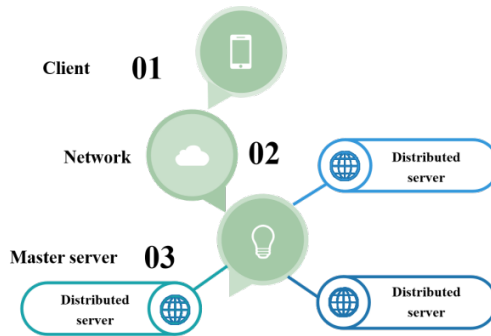 Client 01
Network 02
Distributed
server
Master server 03
Distributed
server
Distributed
server